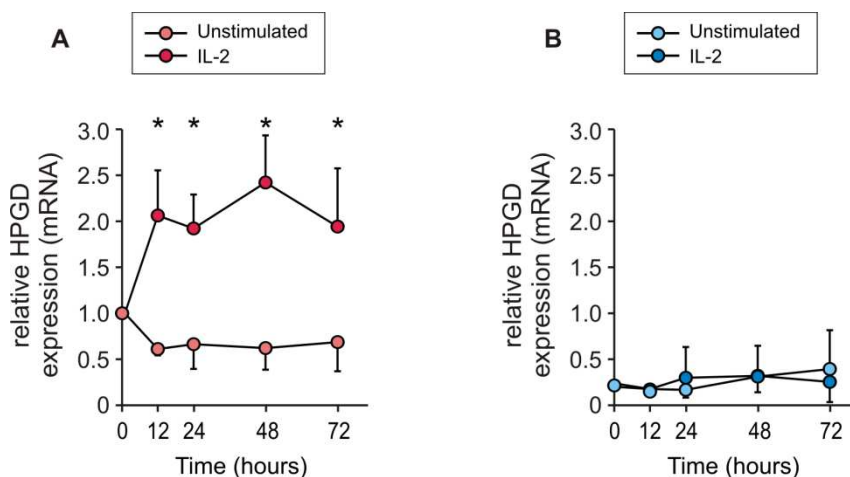 A
Unstimulated
IL-2
* * * *
3.0
2.5
2.0
1.5
1.0
0.5
0
relative HPGD
expression (mRNA)
0 12 24 48 72
Time (hours)
B
Unstimulated
IL-2
3.0
2.5
2.0
1.5
1.0
0.5
0
relative HPGD
expression (mRNA)
0 12 24 48 72
Time (hours)